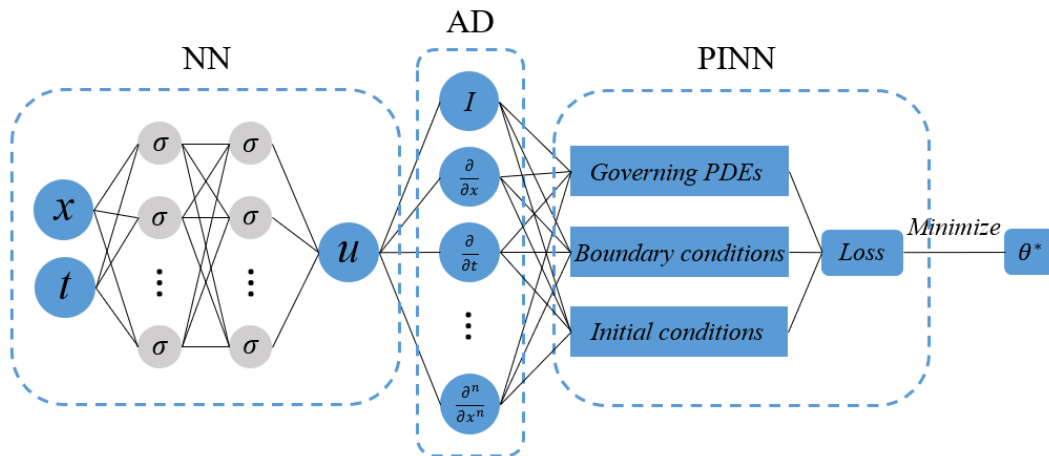 NN
AD
PINN
x
t
σ σ
σ σ
⋮ ⋮
σ σ
u
I
∂/∂x
∂/∂t
⋮
∂ⁿ/∂xⁿ
Governing PDEs
Boundary conditions
Initial conditions
Loss
Minimize
θ*